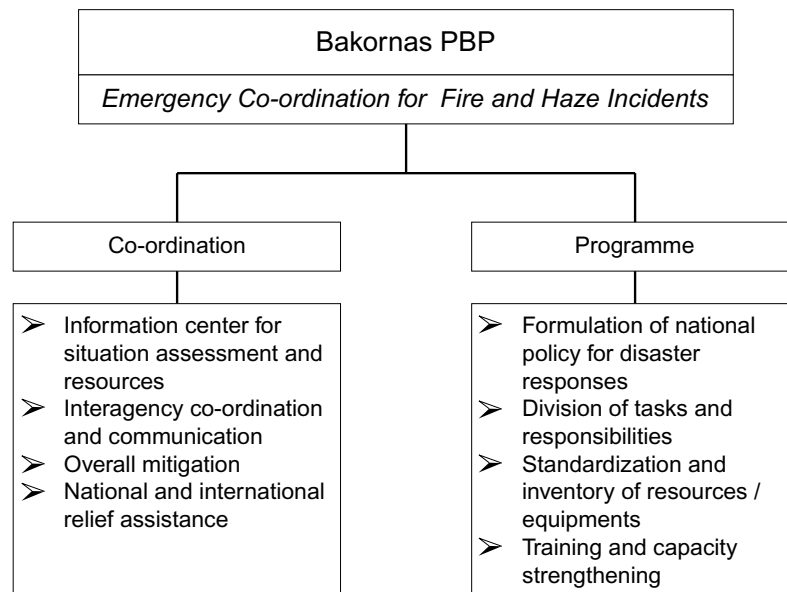 Bakornas PBP
Emergency Co-ordination for Fire and Haze Incidents
Co-ordination
➢ Information center for
situation assessment and
resources
➢ Interagency co-ordination
and communication
➢ Overall mitigation
➢ National and international
relief assistance
Programme
➢ Formulation of national
policy for disaster
responses
➢ Division of tasks and
responsibilities
➢ Standardization and
inventory of resources /
equipments
➢ Training and capacity
strengthening